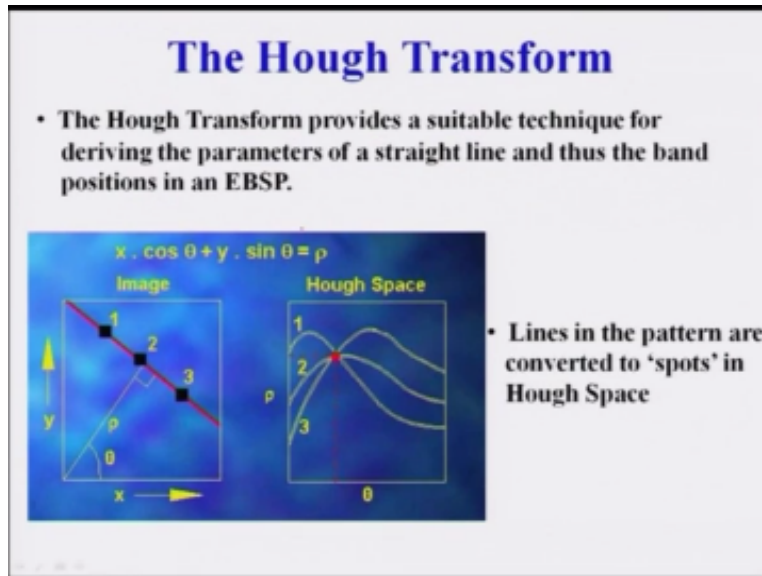 The Hough Transform
• The Hough Transform provides a suitable technique for
deriving the parameters of a straight line and thus the band
positions in an EBSP.
x . cos θ + y . sin θ = ρ
Image
Hough Space
1
2
3
y
ρ
θ
x
1
2
3
ρ
θ
• Lines in the pattern are
converted to ‘spots’ in
Hough Space